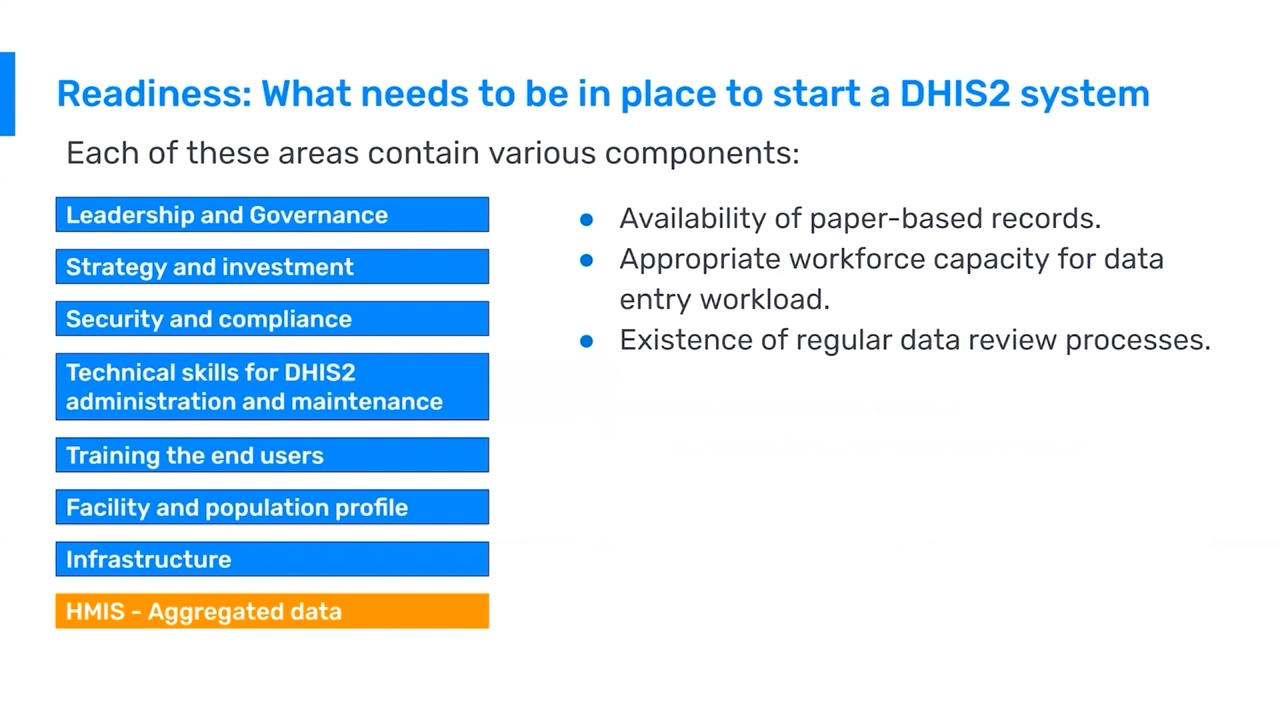 Readiness: What needs to be in place to start a DHIS2 system
Each of these areas contain various components:
Leadership and Governance
Strategy and investment
Security and compliance
Technical skills for DHIS2
administration and maintenance
Training the end users
Facility and population profile
Infrastructure
HMIS - Aggregated data
● Availability of paper-based records.
● Appropriate workforce capacity for data
entry workload.
● Existence of regular data review processes.